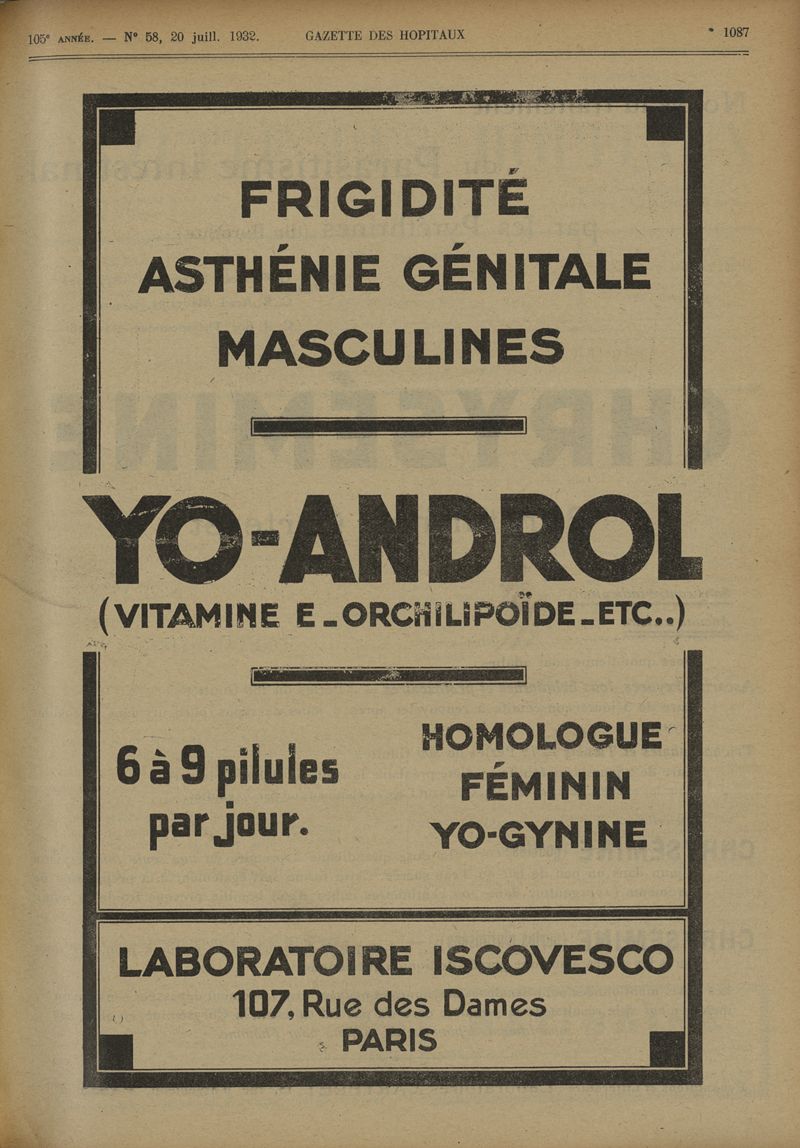 105e ANNÉE. — N° 58, 20 juill. 1932. GAZETTE DES HOPITAUX 1087
FRIGIDITÉ
ASTHÉNIE GÉNITALE
MASCULINES
YO-ANDROL
(VITAMINE E_ORCHILIPOÏDE_ETC..)
6 à 9 pilules
par jour.
HOMOLOGUE
FÉMININ
YO-GYNINE
LABORATOIRE ISCOVESCO
107, Rue des Dames
PARIS